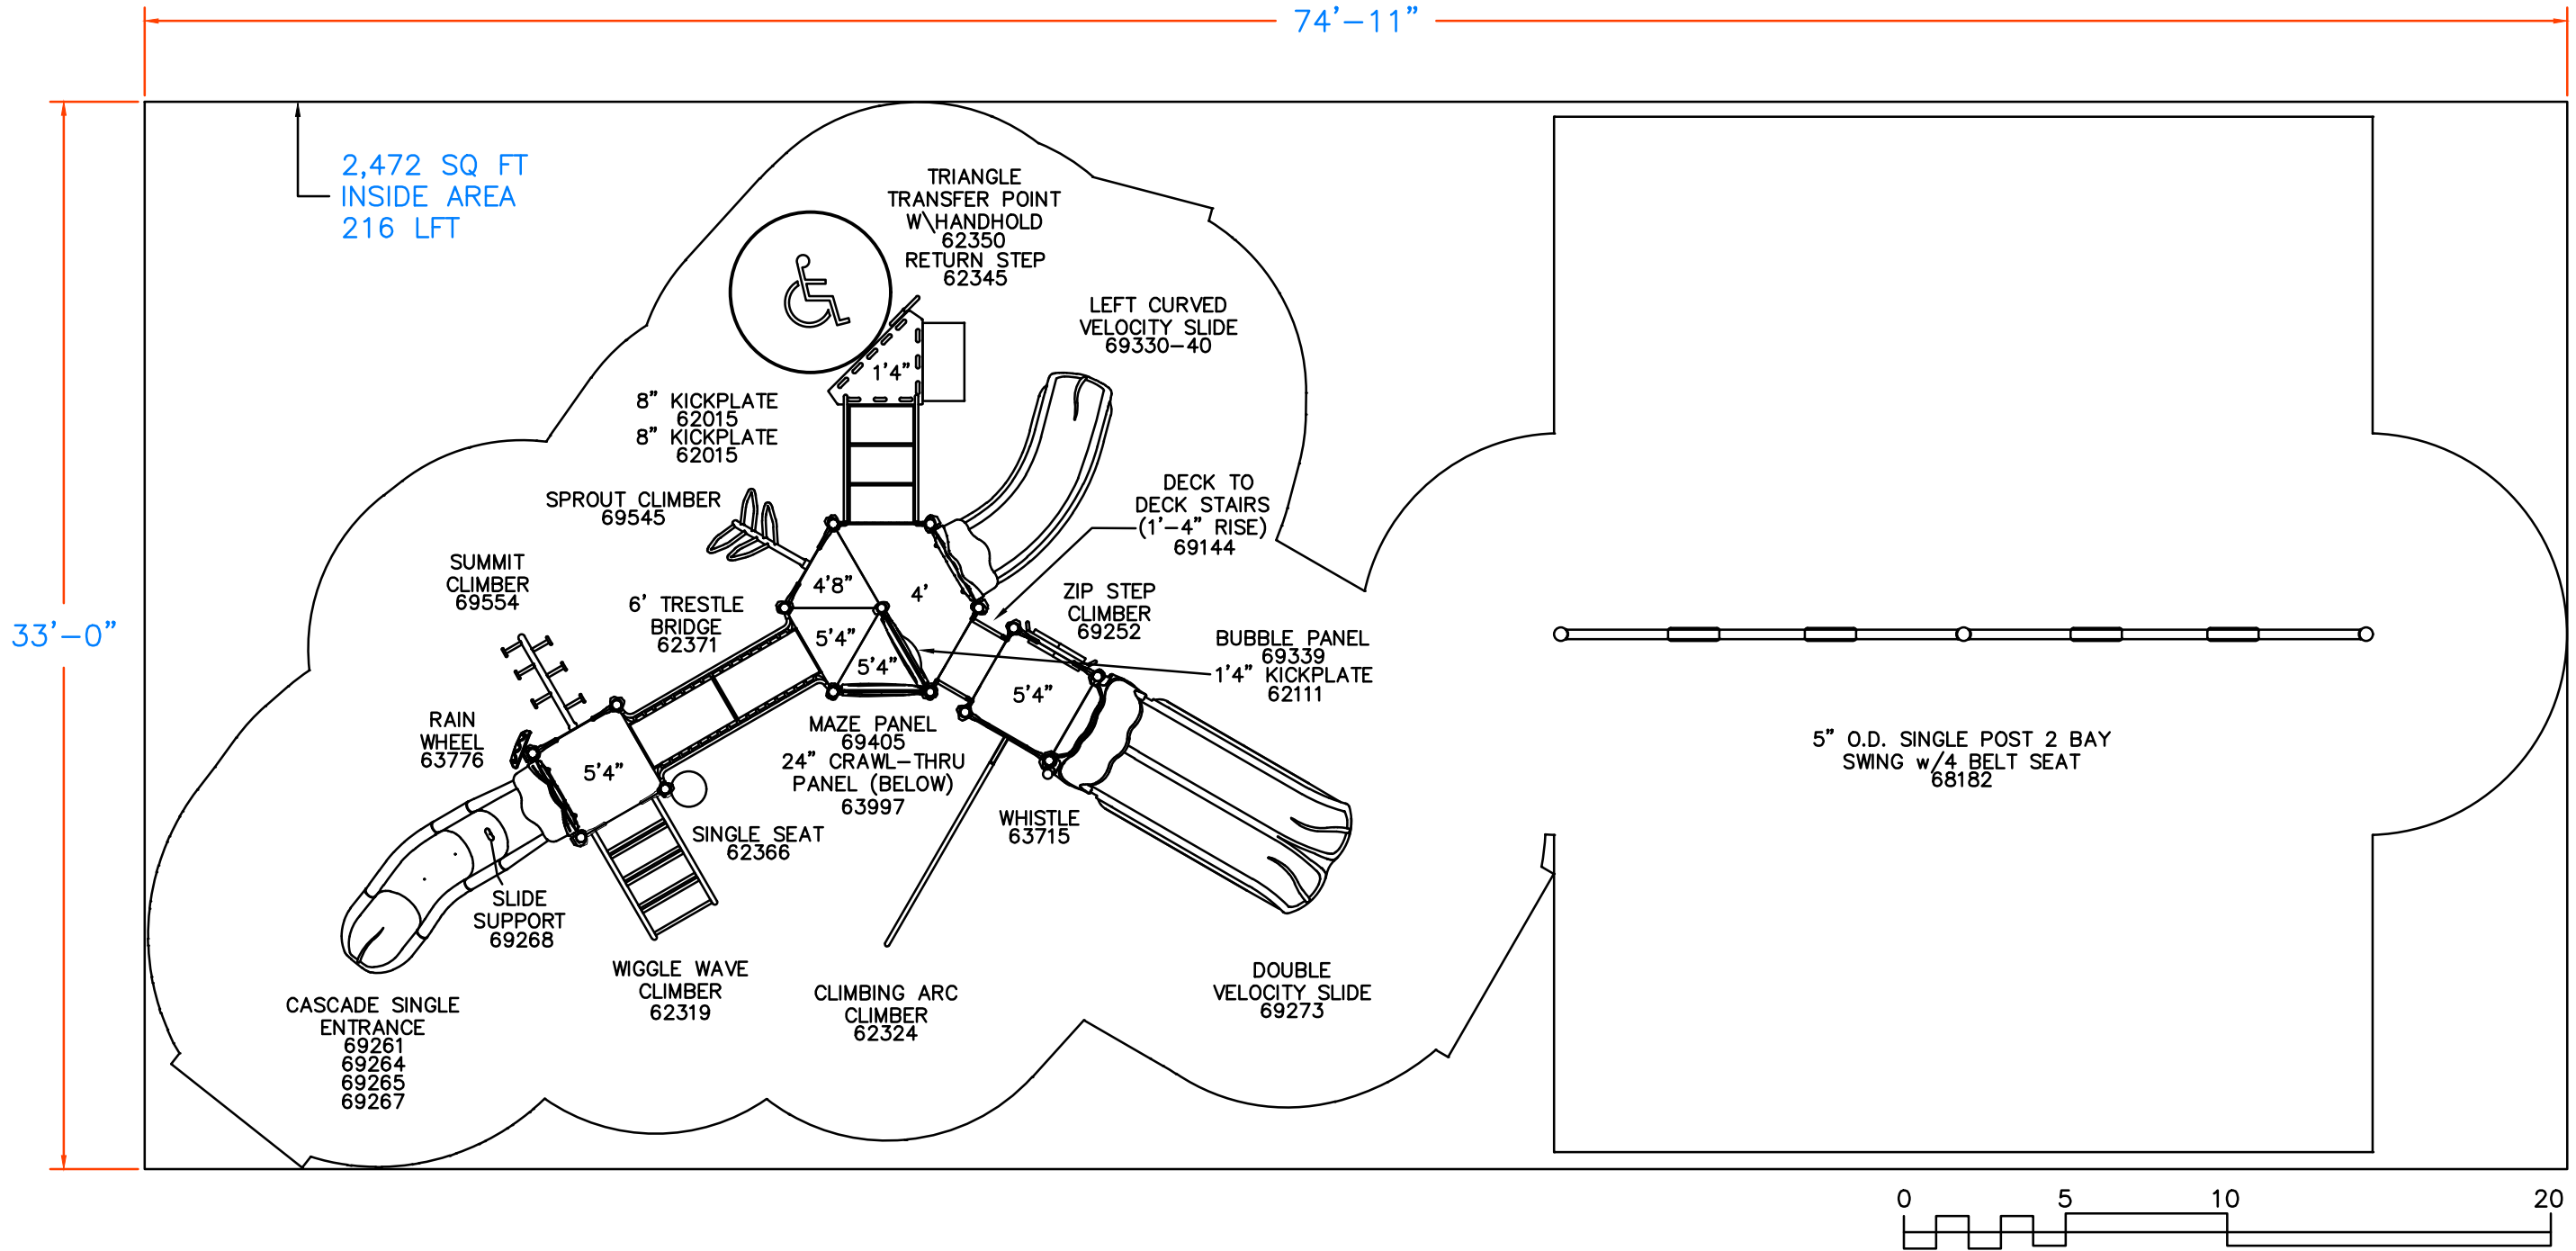 74'-11"
2,472 SQ FT
INSIDE AREA
216 LFT
33'-0"
TRIANGLE
TRANSFER POINT
W\HANDHOLD
62350
RETURN STEP
62345
1'4"
LEFT CURVED
VELOCITY SLIDE
69330-40
8" KICKPLATE
62015
8" KICKPLATE
62015
SPROUT CLIMBER
69545
DECK TO
DECK STAIRS
(1'-4" RISE)
69144
SUMMIT
CLIMBER
69554
6' TRESTLE
BRIDGE
62371
4'8"
4'
5'4"
5'4"
ZIP STEP
CLIMBER
69252
BUBBLE PANEL
69339
1'4" KICKPLATE
62111
5'4"
RAIN
WHEEL
63776
5'4"
MAZE PANEL
69405
24" CRAWL-THRU
PANEL (BELOW)
63997
WHISTLE
63715
SINGLE SEAT
62366
SLIDE
SUPPORT
69268
5" O.D. SINGLE POST 2 BAY
SWING w/4 BELT SEAT
68182
WIGGLE WAVE
CLIMBER
62319
CLIMBING ARC
CLIMBER
62324
DOUBLE
VELOCITY SLIDE
69273
CASCADE SINGLE
ENTRANCE
69261
69264
69265
69267
0 5 10 20